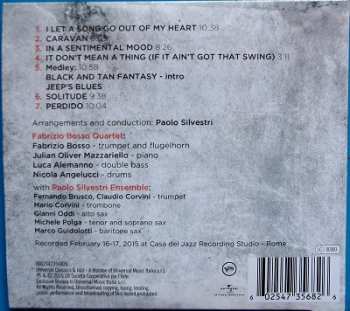 1. I LET A SONG GO OUT OF MY HEART 10:38
2. CARAVAN
3. IN A SENTIMENTAL MOOD 8:26
4. IT DON'T MEAN A THING (IF IT AIN'T GOT THAT SWING) 3:11
5. Medley: 10:58
BLACK AND TAN FANTASY - intro
JEEP'S BLUES
6. SOLITUDE 9:38
7. PERDIDO 10:04
Arrangements and conduction: Paolo Silvestri
Fabrizio Bosso Quartet:
Fabrizio Bosso - trumpet and flugelhorn
Julian Oliver Mazzariello - piano
Luca Alemanno - double bass
Nicola Angelucci - drums
with Paolo Silvestri Ensemble:
Fernando Brusco, Claudio Corvini - trumpet
Mario Corvini - trombone
Gianni Oddi - alto sax
Michele Polga - tenor and soprano sax
Marco Guidolotti - baritone sax
Recorded February 16-17, 2015 at Casa del Jazz Recording Studio - Roma
6 02547 35682